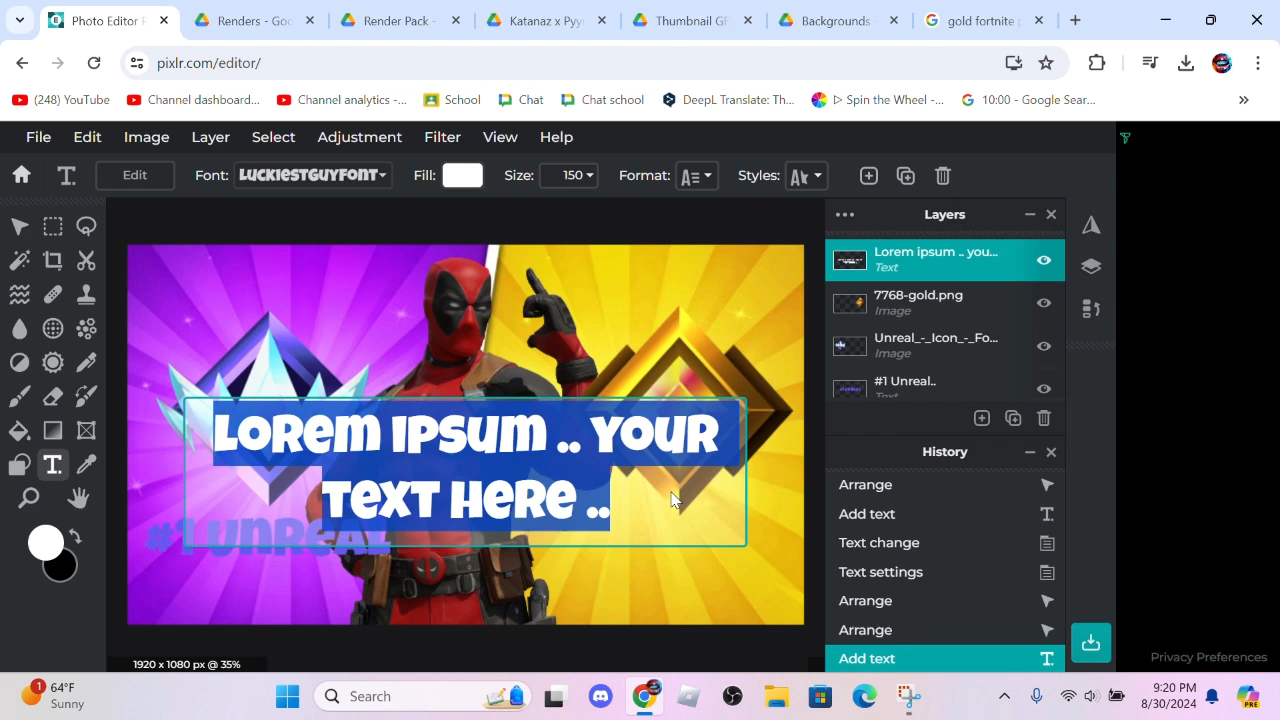 Photo Editor
Renders - Goo
Render Pack -
Katanaz x Pyy
Thumbnail GF
Backgrounds -
gold fortnite
pixlr.com/editor/
(248) YouTube
Channel dashboard...
Channel analytics -...
School
Chat
Chat school
DeepL Translate: Th...
▷ Spin the Wheel -...
10:00 - Google Sear...
File
Edit
Image
Layer
Select
Adjustment
Filter
View
Help
T.
Edit
Font:
LuckiestGuyFont
Fill:
Size:
150
Format:
Styles:
Layers
Lorem ipsum .. you...
Text
7768-gold.png
Image
Unreal_-_Icon_-_Fo...
Image
#1 Unreal..
Text
Lorem ipsum .. your
text here ..
#1 Unreal
History
Arrange
Add text
Text change
Text settings
Arrange
Arrange
Add text
1920 x 1080 px @ 35%
Privacy Preferences
1
64°F
Sunny
Search
9:20 PM
8/30/2024
PRE